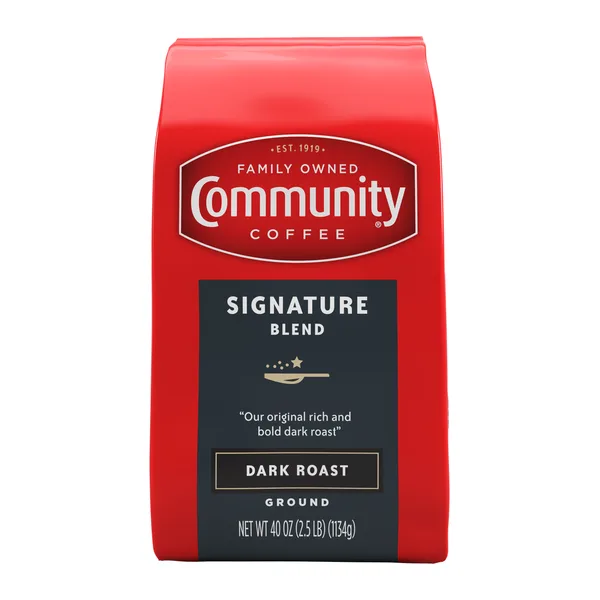 • EST. 1919 •
FAMILY OWNED
Community®
COFFEE
SIGNATURE
BLEND
“Our original rich and
bold dark roast”
DARK ROAST
GROUND
NET WT 40 OZ (2.5 LB) (1134g)